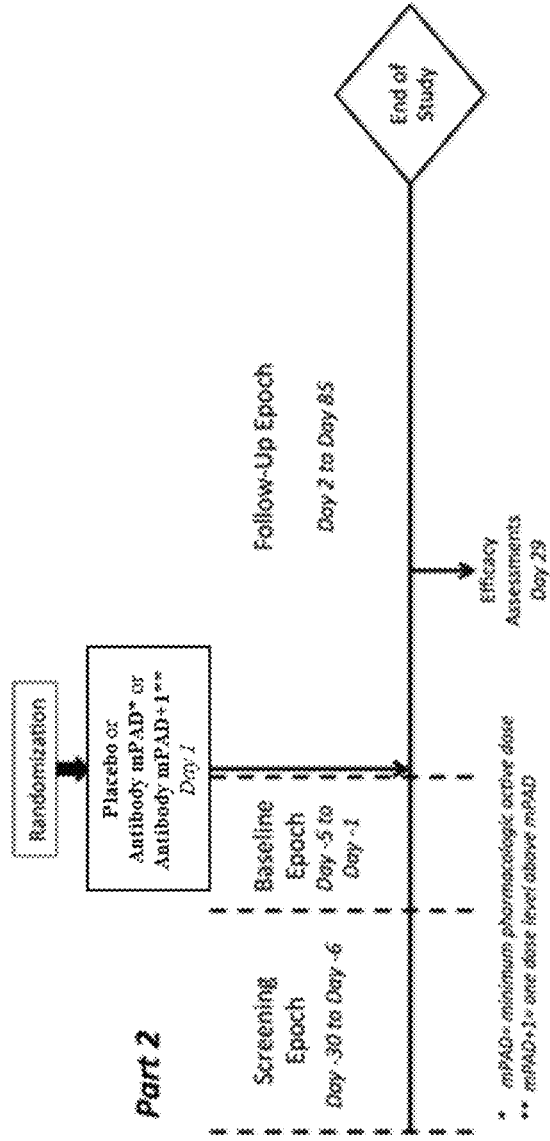 Part 2
Randomization
Placebo or
Antibody mPAD* or
Antibody mPAD+1**
Day 1
Screening
Epoch
Day -30 to Day -6
Baseline
Epoch
Day -5 to
Day -1
Follow-Up Epoch
Day 2 to Day 85
End of
Study
Efficacy
Assessments
Day 29
* mPAD= minimum pharmacologic active dose
** mPAD+1= one dose level above mPAD